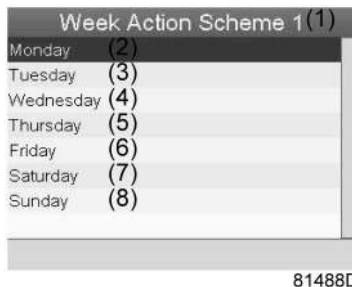 Week Action Scheme 1(1)
Monday (2)
Tuesday (3)
Wednesday (4)
Thursday (5)
Friday (6)
Saturday (7)
Sunday (8)
81488D